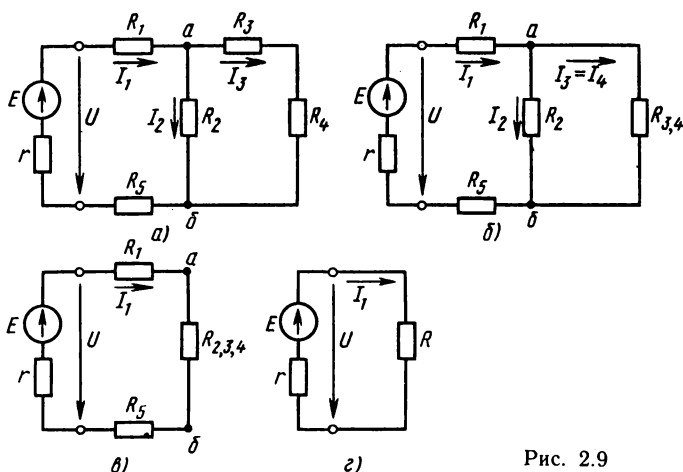 R₁ а R₃
I₁ I₃
E U I₂ R₂ R₄
r
R₅ б
а)
R₁ а
I₁ I₃=I₄
E U I₂ R₂ R₃,₄
r
R₅ б
б)
R₁ а
I₁
E U R₂,₃,₄
r
R₅ б
в)
I₁
E U R
r
г)
Рис. 2.9